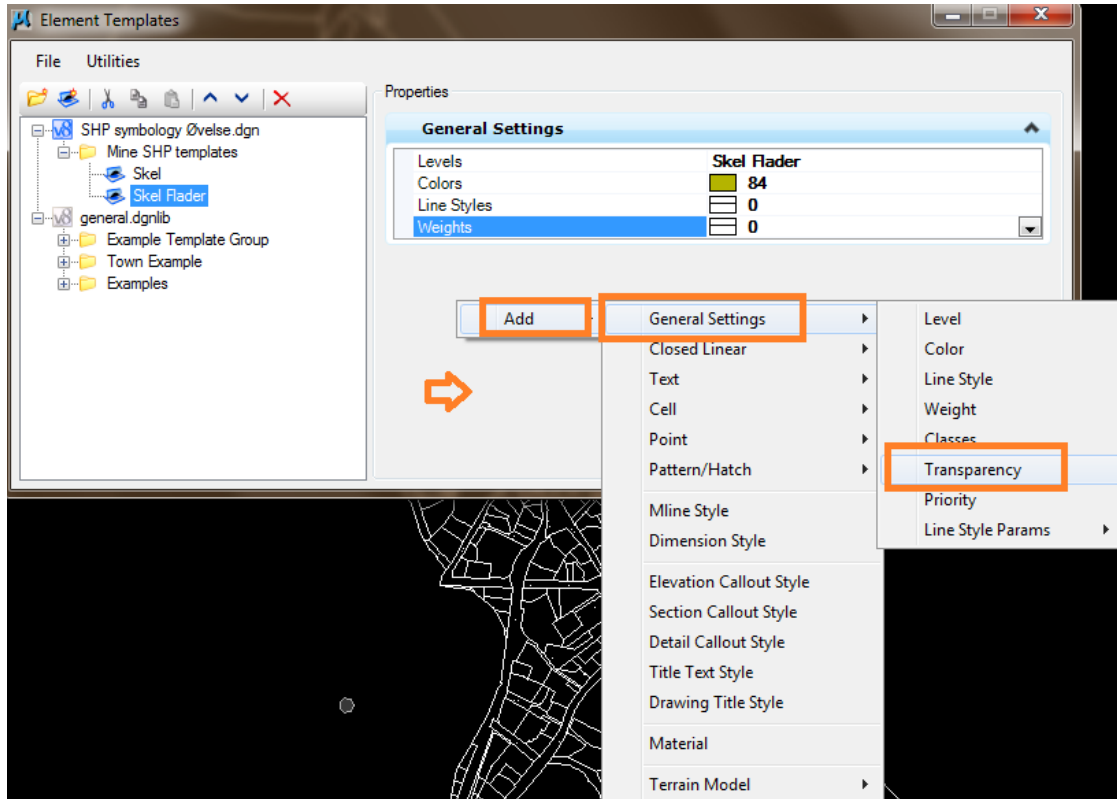 Element Templates
File Utilities
Properties
General Settings
Levels Skel Flader
Colors 84
Line Styles 0
Weights 0
SHP symbology Øvelse.dgn
Mine SHP templates
Skel
Skel Flader
general.dgnlib
Example Template Group
Town Example
Examples
Add
General Settings
Closed Linear
Text
Cell
Point
Pattern/Hatch
Mline Style
Dimension Style
Elevation Callout Style
Section Callout Style
Detail Callout Style
Title Text Style
Drawing Title Style
Material
Terrain Model
Level
Color
Line Style
Weight
Classes
Transparency
Priority
Line Style Params